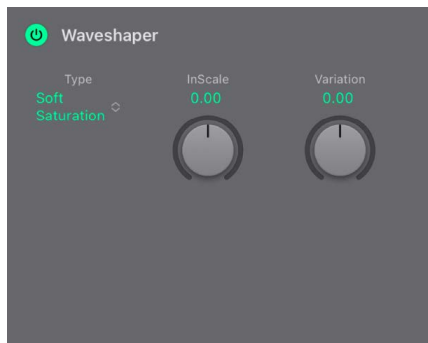 Waveshaper
Type
Soft
Saturation
InScale
0.00
Variation
0.00